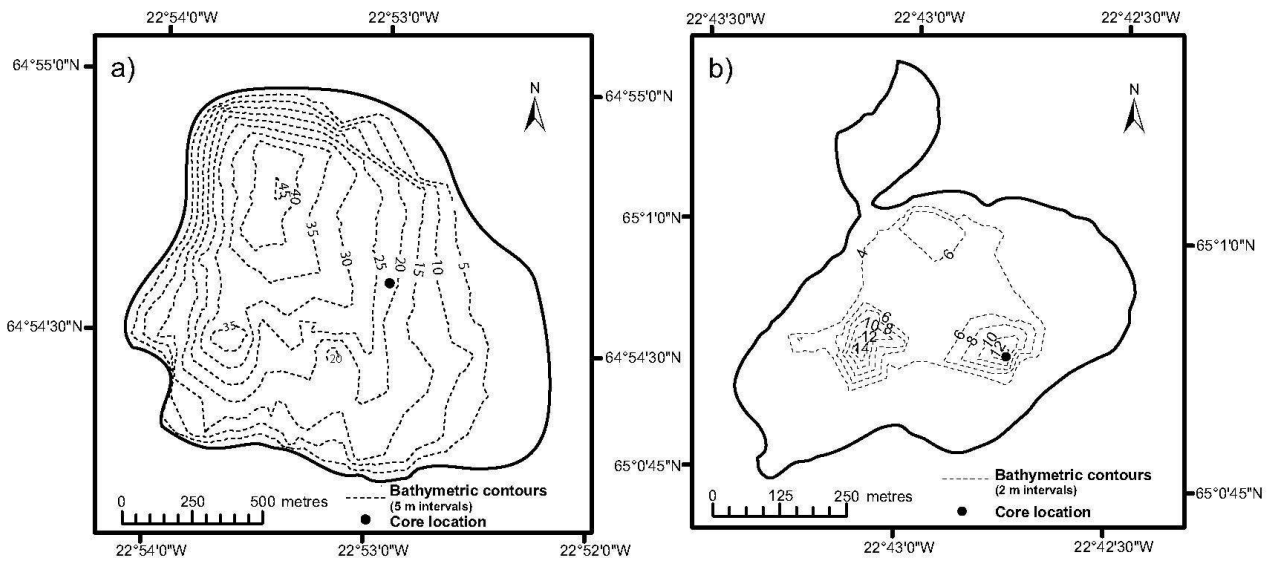 22°54'0"W 22°53'0"W
64°55'0"N
a)
N
64°55'0"N
45
40
35
30
25
20
15
10
5
64°54'30"N
35
20
64°54'30"N
0 250 500 metres
Bathymetric contours
(5 m intervals)
Core location
22°54'0"W 22°53'0"W 22°52'0"W
22°43'30"W 22°43'0"W 22°42'30"W
b)
N
65°1'0"N
65°1'0"N
4
6
6
8
10
12
14
6
8
10
12
65°0'45"N
65°0'45"N
0 125 250 metres
Bathymetric contours
(2 m intervals)
Core location
22°43'0"W 22°42'30"W